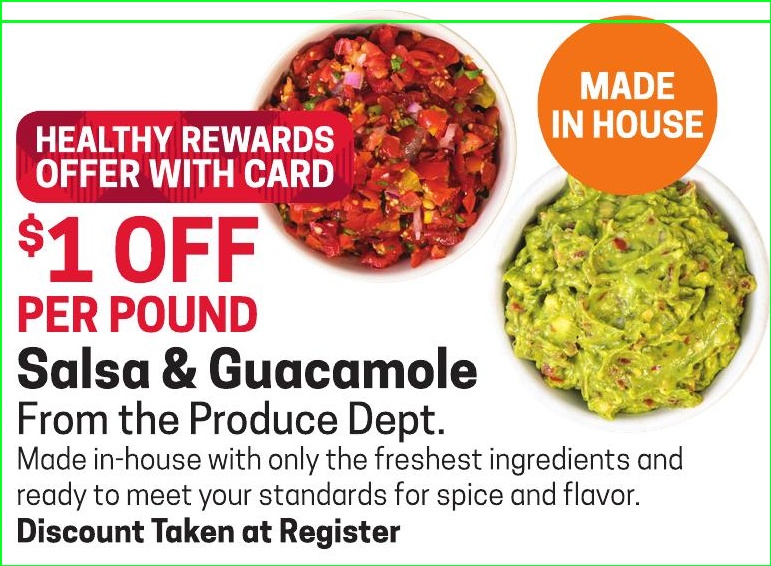 MADE
IN HOUSE
HEALTHY REWARDS
OFFER WITH CARD
$1 OFF
PER POUND
Salsa & Guacamole
From the Produce Dept.
Made in-house with only the freshest ingredients and
ready to meet your standards for spice and flavor.
Discount Taken at Register